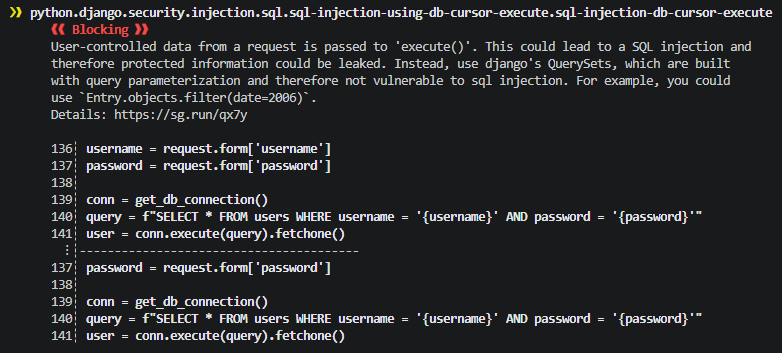 ❯❯ python.django.security.injection.sql.sql-injection-using-db-cursor-execute.sql-injection-db-cursor-execute
❰❰ Blocking ❱❱
User-controlled data from a request is passed to 'execute()'. This could lead to a SQL injection and
therefore protected information could be leaked. Instead, use django's QuerySets, which are built
with query parameterization and therefore not vulnerable to sql injection. For example, you could
use `Entry.objects.filter(date=2006)`.
Details: https://sg.run/qx7y
136┆ username = request.form['username']
137┆ password = request.form['password']
138┆
139┆ conn = get_db_connection()
140┆ query = f"SELECT * FROM users WHERE username = '{username}' AND password = '{password}'"
141┆ user = conn.execute(query).fetchone()
⋮┆----------------------------------------
137┆ password = request.form['password']
138┆
139┆ conn = get_db_connection()
140┆ query = f"SELECT * FROM users WHERE username = '{username}' AND password = '{password}'"
141┆ user = conn.execute(query).fetchone()